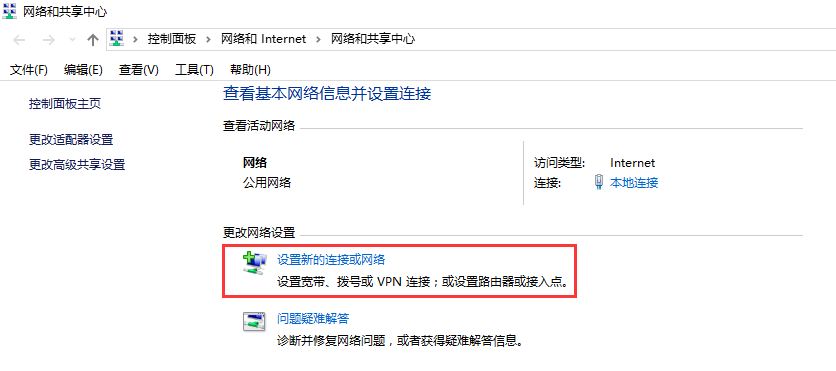 网络和共享中心
控制面板 › 网络和 Internet › 网络和共享中心
文件(F) 编辑(E) 查看(V) 工具(T) 帮助(H)
控制面板主页
更改适配器设置
更改高级共享设置
查看基本网络信息并设置连接
查看活动网络
网络
公用网络
访问类型: Internet
连接: 本地连接
更改网络设置
设置新的连接或网络
设置宽带、拨号或 VPN 连接；或设置路由器或接入点。
问题疑难解答
诊断并修复网络问题，或者获得疑难解答信息。